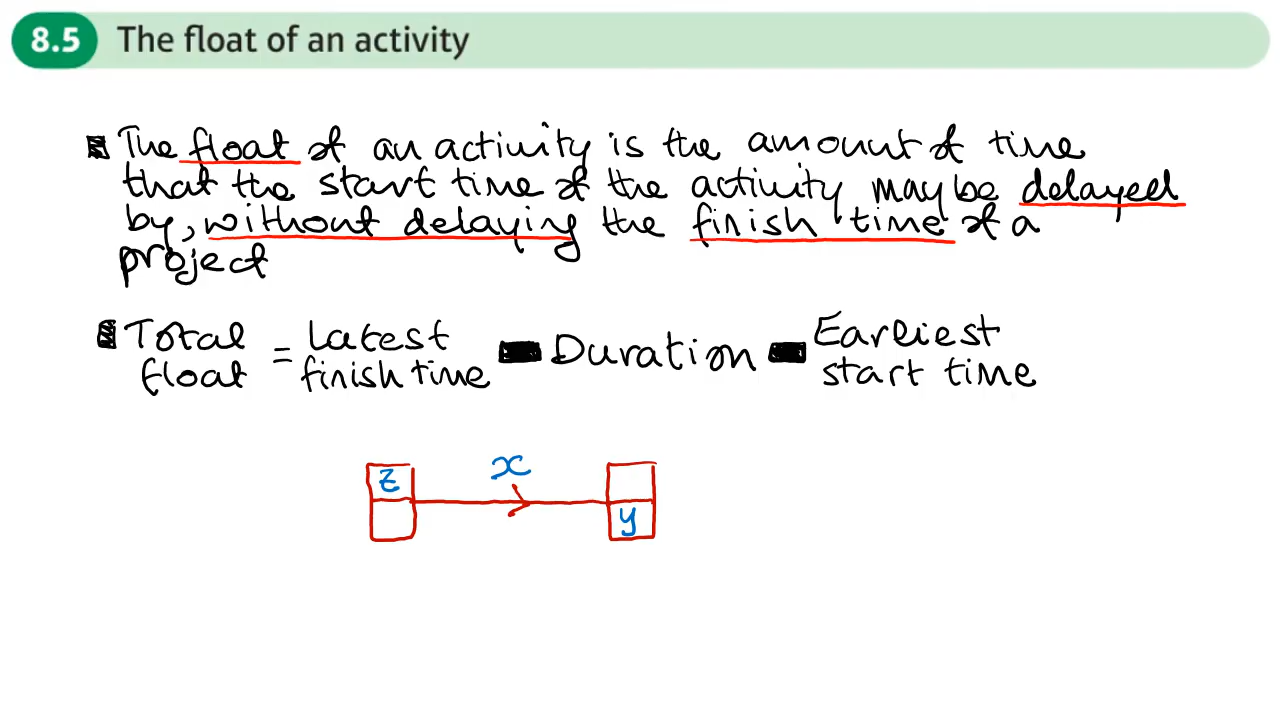 8.5 The float of an activity
The float of an activity is the amount of time
that the start time of the activity may be delayed
by, without delaying the finish time of a
project
Total float = Latest finish time - Duration - Earliest start time
z x y